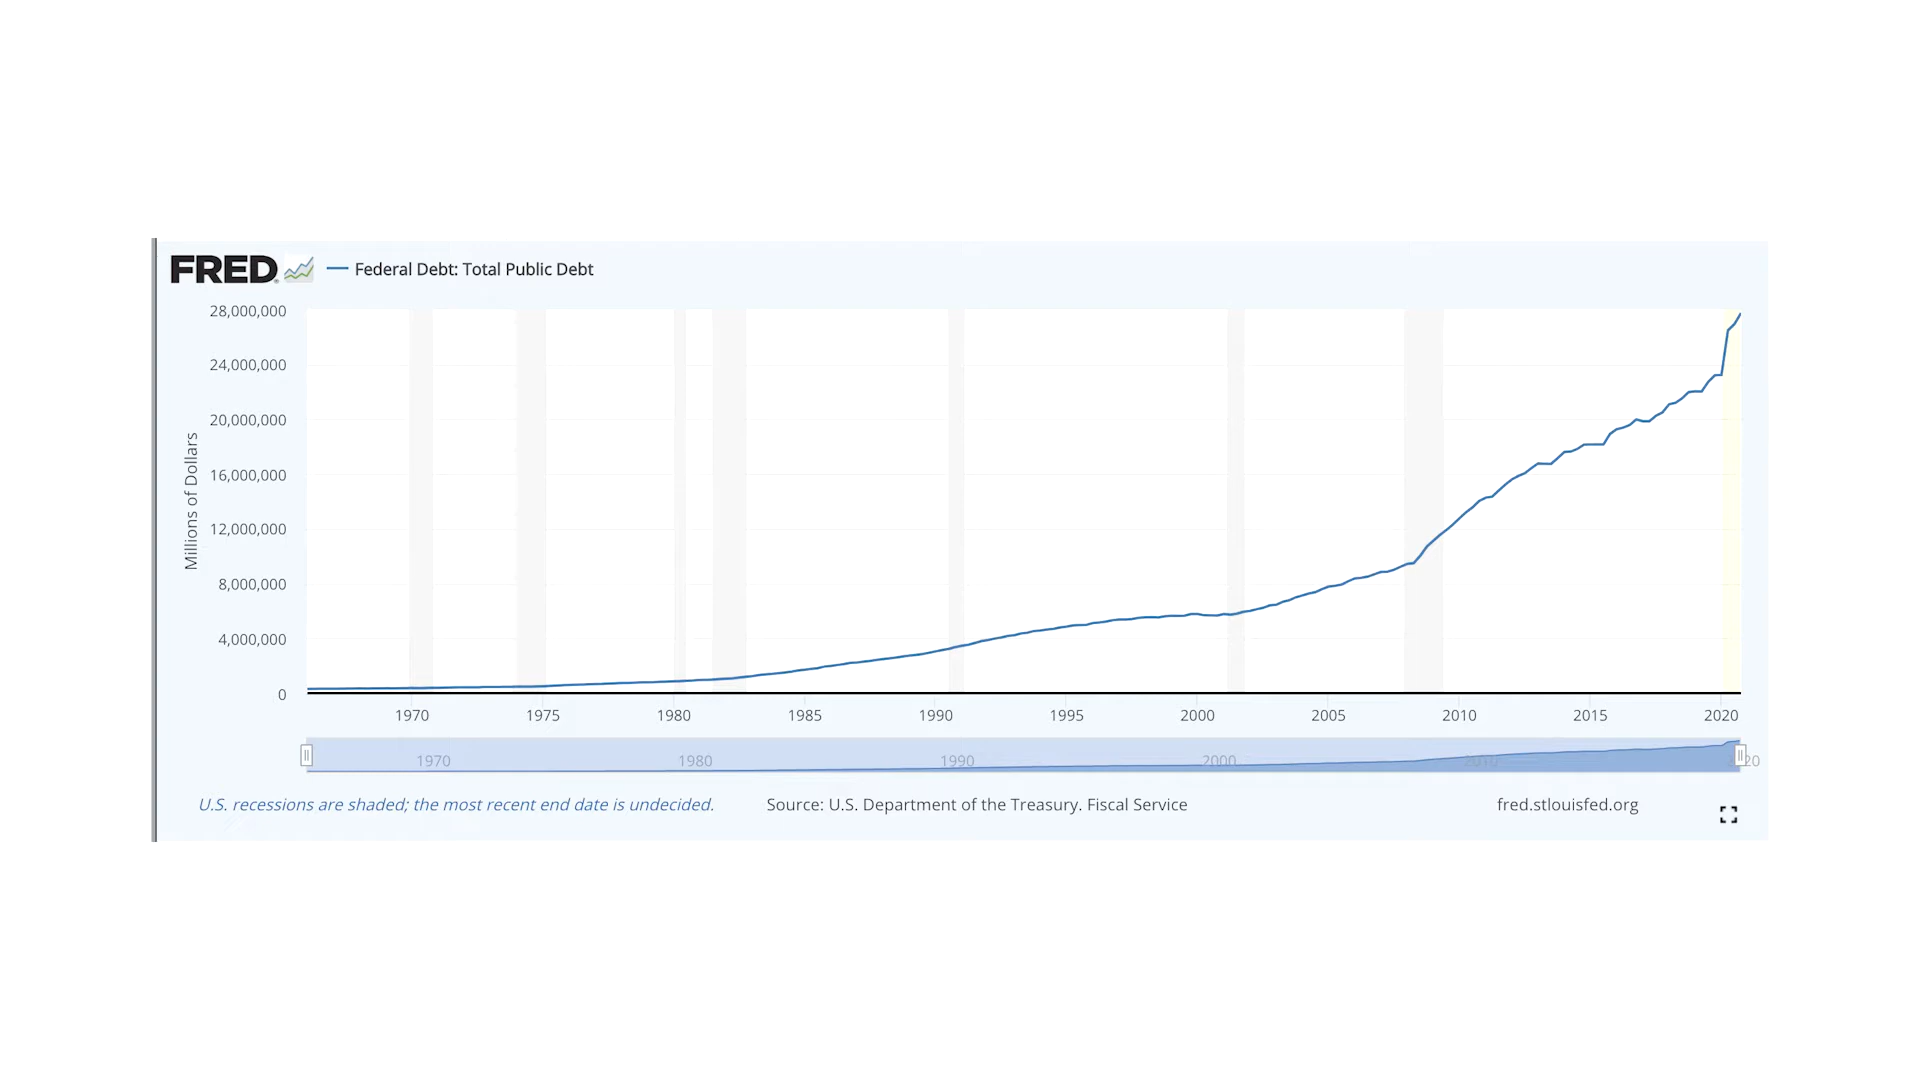 FRED
Federal Debt: Total Public Debt
28,000,000
24,000,000
20,000,000
16,000,000
12,000,000
8,000,000
4,000,000
0
Millions of Dollars
1970 1975 1980 1985 1990 1995 2000 2005 2010 2015 2020
1970 1980 1990 2000 2010 20
U.S. recessions are shaded; the most recent end date is undecided.
Source: U.S. Department of the Treasury. Fiscal Service
fred.stlouisfed.org